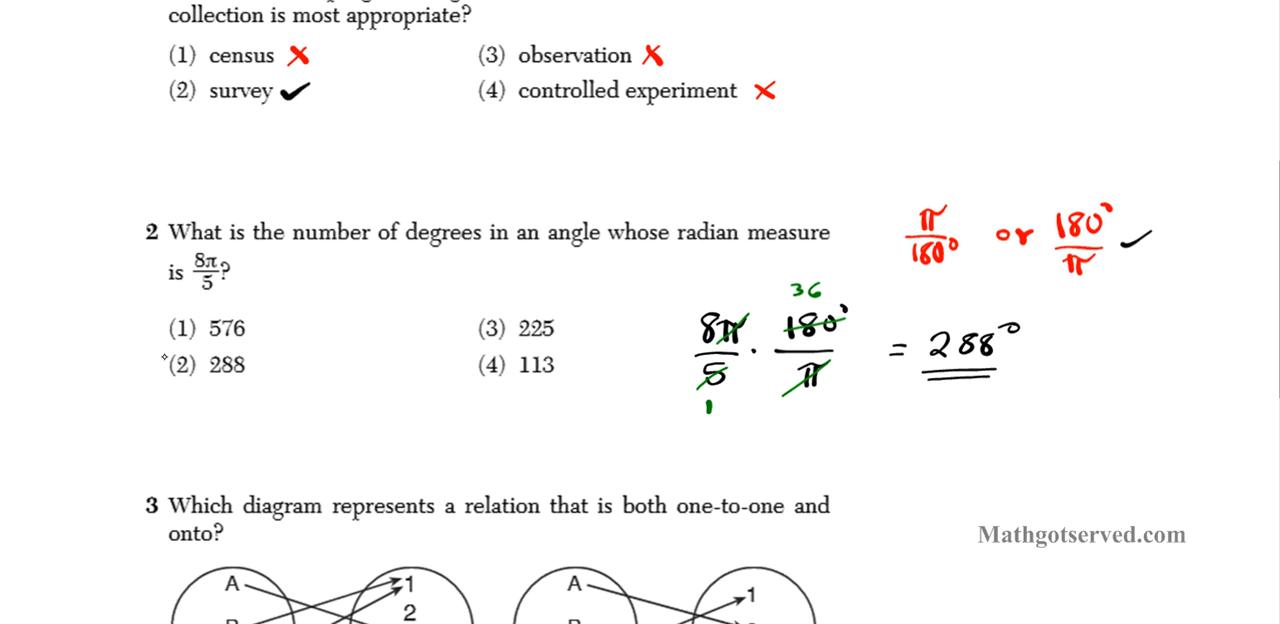 collection is most appropriate?
(1) census ✗ (3) observation ✗
(2) survey ✓ (4) controlled experiment ✗
2 What is the number of degrees in an angle whose radian measure
is 8π/5?
π/180° or 180°/π ✓
(1) 576 (3) 225
(2) 288 (4) 113
36
8π/5 · 180°/π = 288°
1
3 Which diagram represents a relation that is both one-to-one and
onto?
Mathgotserved.com
A 1 A 1
2